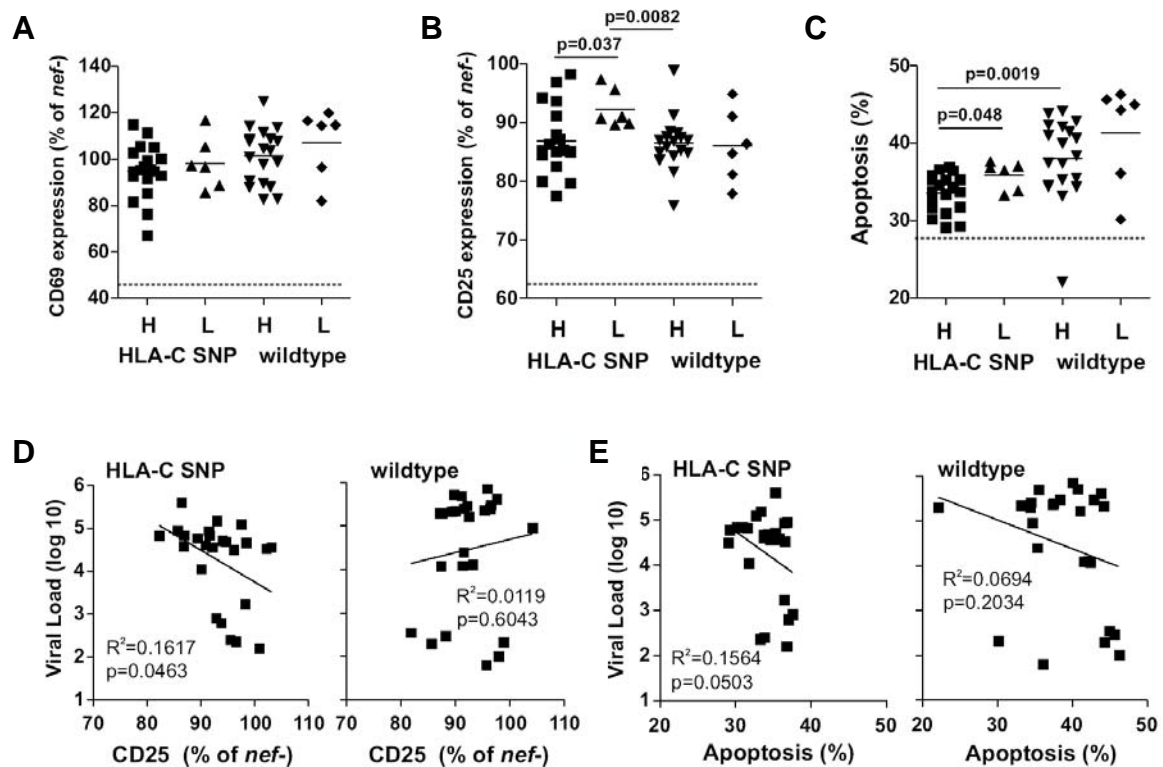 A
CD69 expression (% of nef-)
140
120
100
80
60
40
H L H L
HLA-C SNP wildtype
B
p=0.0082
p=0.037
CD25 expression (% of nef-)
100
90
80
70
60
H L H L
HLA-C SNP wildtype
C
p=0.0019
p=0.048
Apoptosis (%)
50
40
30
20
H L H L
HLA-C SNP wildtype
D
HLA-C SNP
Viral Load (log 10)
6
5
4
3
2
1
R²=0.1617
p=0.0463
70 80 90 100 110
CD25 (% of nef-)
wildtype
R²=0.0119
p=0.6043
70 80 90 100 110
CD25 (% of nef-)
E
HLA-C SNP
Viral Load (log 10)
6
5
4
3
2
1
R²=0.1564
p=0.0503
20 30 40 50
Apoptosis (%)
wildtype
R²=0.0694
p=0.2034
20 30 40 50
Apoptosis (%)